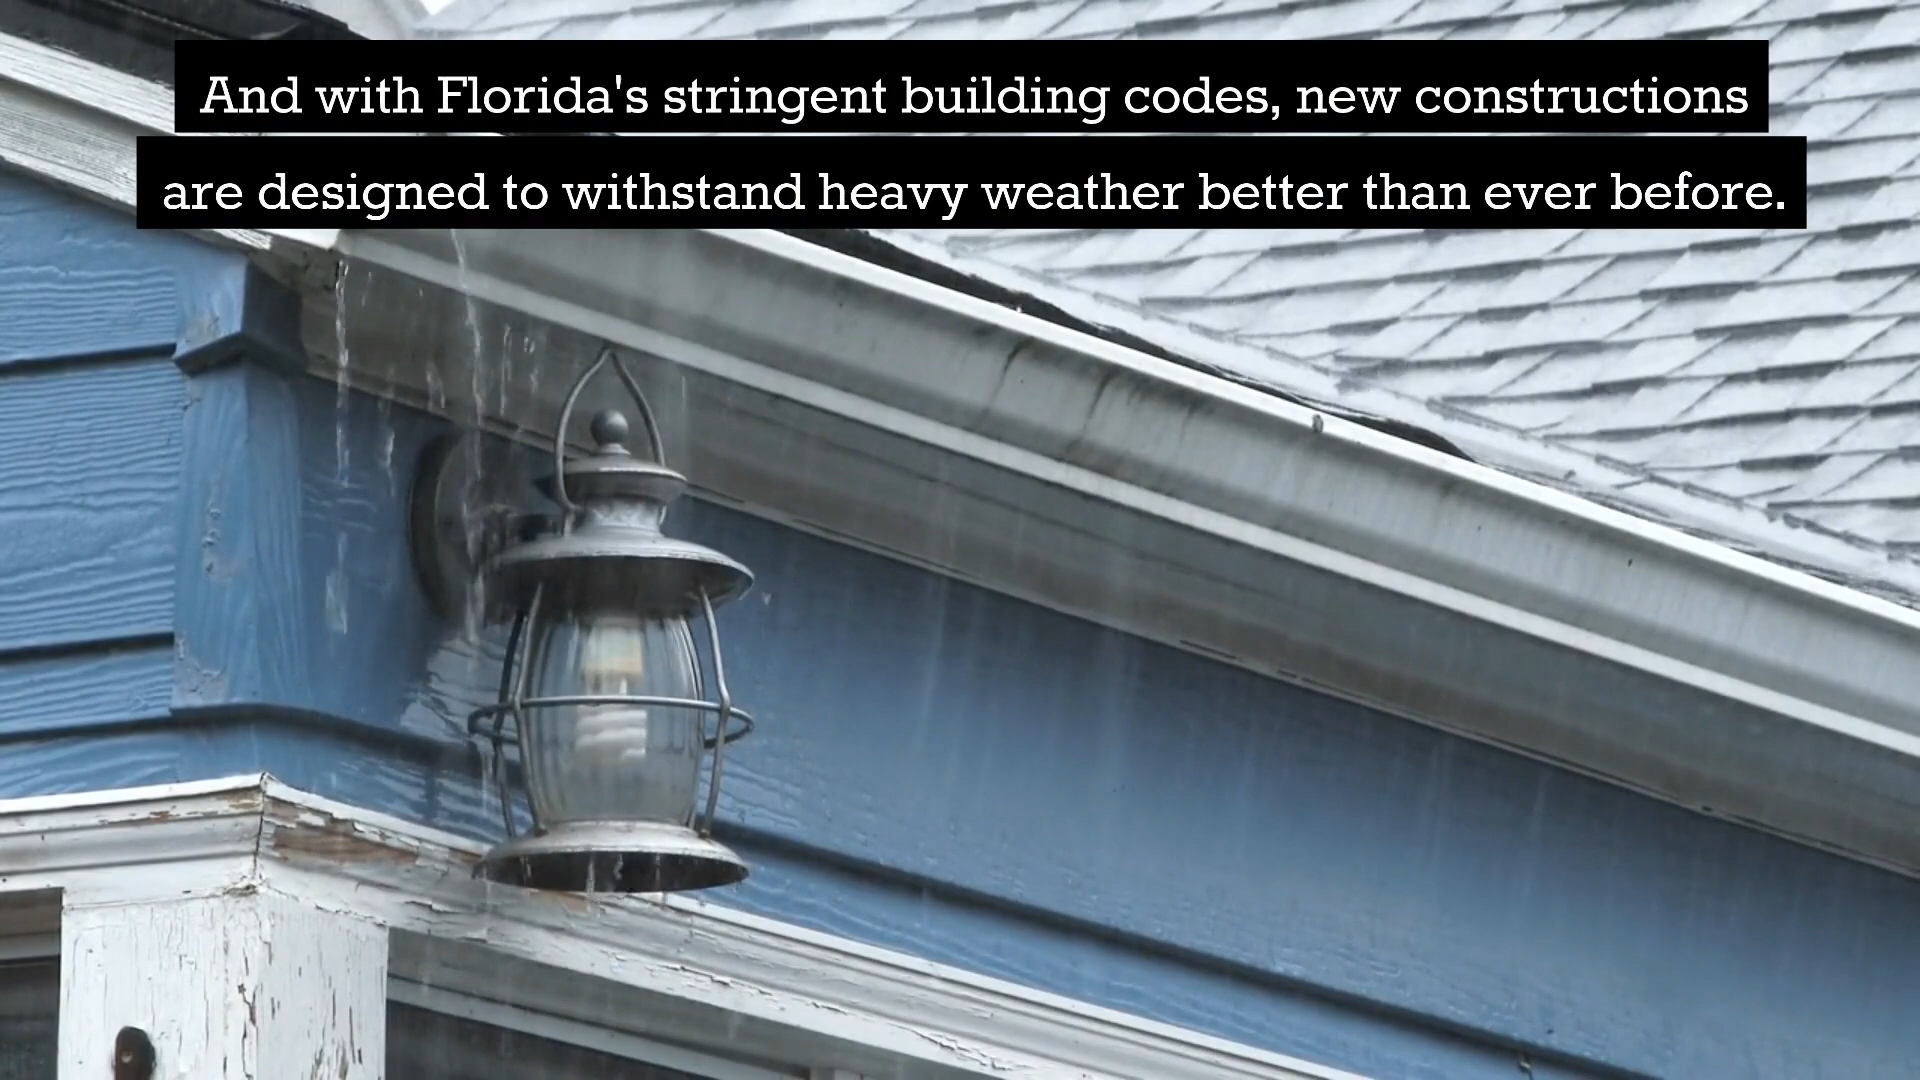 And with Florida's stringent building codes, new constructions
are designed to withstand heavy weather better than ever before.